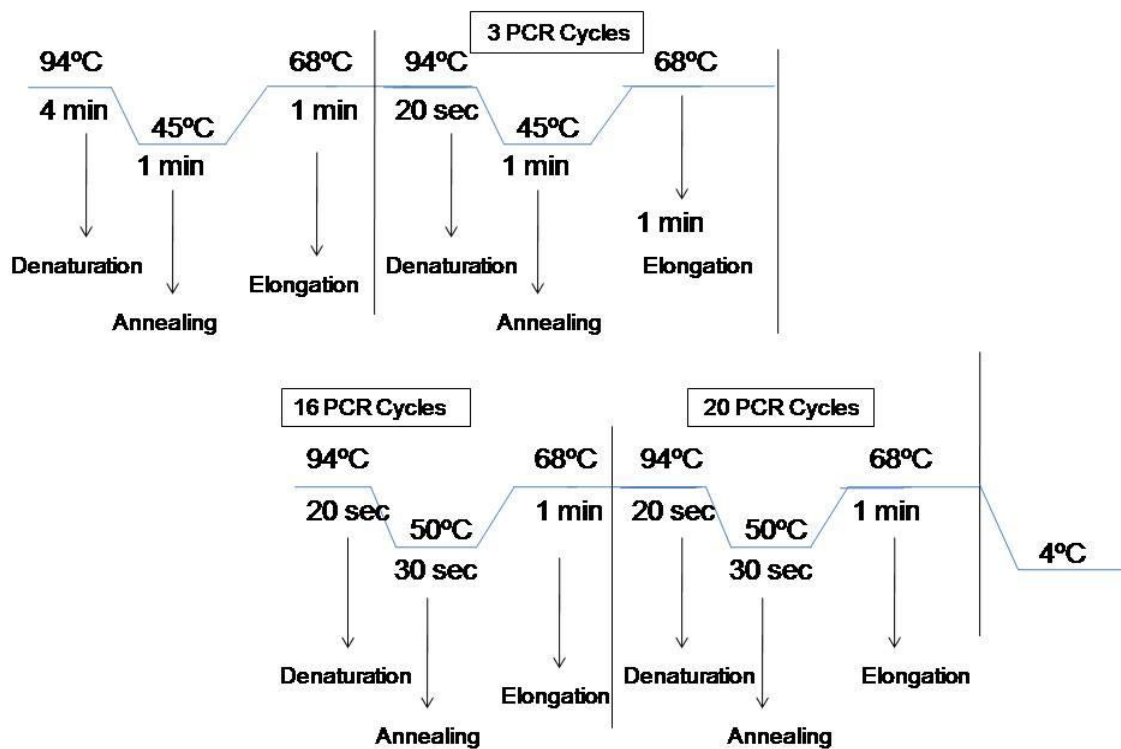 3 PCR Cycles
94ºC 68ºC 94ºC 68ºC
4 min 45ºC 1 min 20 sec 45ºC
1 min 1 min
1 min
Denaturation Elongation Denaturation Elongation
Annealing Annealing
16 PCR Cycles 20 PCR Cycles
94ºC 68ºC 94ºC 68ºC
20 sec 50ºC 1 min 20 sec 50ºC 1 min
30 sec 30 sec 4ºC
Denaturation Elongation Denaturation Elongation
Annealing Annealing